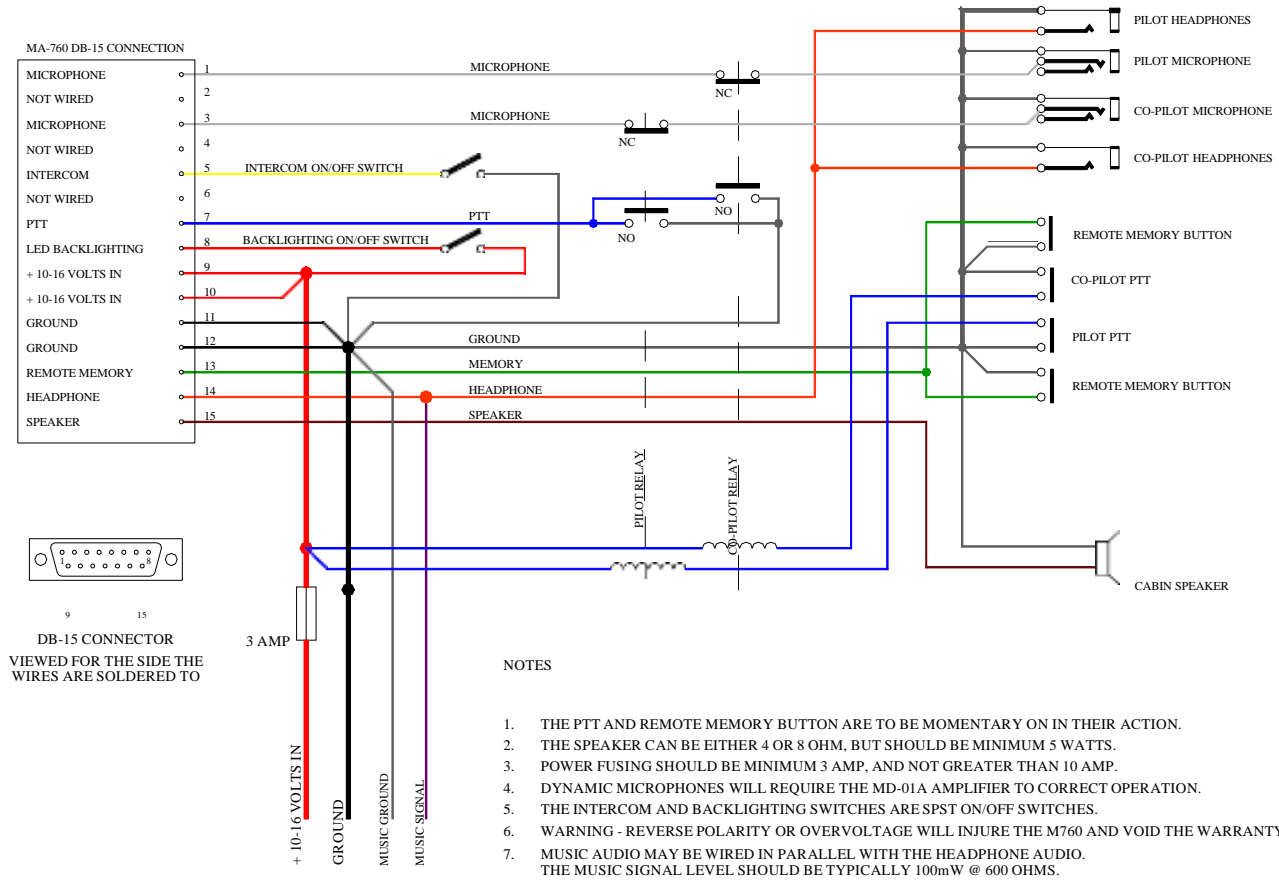 MA-760 DB-15 CONNECTION
MICROPHONE 1
NOT WIRED 2
MICROPHONE 3
NOT WIRED 4
INTERCOM 5
NOT WIRED 6
PTT 7
LED BACKLIGHTING 8
+ 10-16 VOLTS IN 9
+ 10-16 VOLTS IN 10
GROUND 11
GROUND 12
REMOTE MEMORY 13
HEADPHONE 14
SPEAKER 15
MICROPHONE
NC
MICROPHONE
NC
INTERCOM ON/OFF SWITCH
PTT
NO
NO
BACKLIGHTING ON/OFF SWITCH
GROUND
MEMORY
HEADPHONE
SPEAKER
PILOT RELAY
CO-PILOT RELAY
PILOT HEADPHONES
PILOT MICROPHONE
CO-PILOT MICROPHONE
CO-PILOT HEADPHONES
REMOTE MEMORY BUTTON
CO-PILOT PTT
PILOT PTT
REMOTE MEMORY BUTTON
CABIN SPEAKER
1 8
9 15
DB-15 CONNECTOR
VIEWED FOR THE SIDE THE
WIRES ARE SOLDERED TO
3 AMP
+ 10-16 VOLTS IN
GROUND
MUSIC GROUND
MUSIC SIGNAL
NOTES
1. THE PTT AND REMOTE MEMORY BUTTON ARE TO BE MOMENTARY ON IN THEIR ACTION.
2. THE SPEAKER CAN BE EITHER 4 OR 8 OHM, BUT SHOULD BE MINIMUM 5 WATTS.
3. POWER FUSING SHOULD BE MINIMUM 3 AMP, AND NOT GREATER THAN 10 AMP.
4. DYNAMIC MICROPHONES WILL REQUIRE THE MD-01A AMPLIFIER TO CORRECT OPERATION.
5. THE INTERCOM AND BACKLIGHTING SWITCHES ARE SPST ON/OFF SWITCHES.
6. WARNING - REVERSE POLARITY OR OVERVOLTAGE WILL INJURE THE M760 AND VOID THE WARRANTY
7. MUSIC AUDIO MAY BE WIRED IN PARALLEL WITH THE HEADPHONE AUDIO.
THE MUSIC SIGNAL LEVEL SHOULD BE TYPICALLY 100mW @ 600 OHMS.